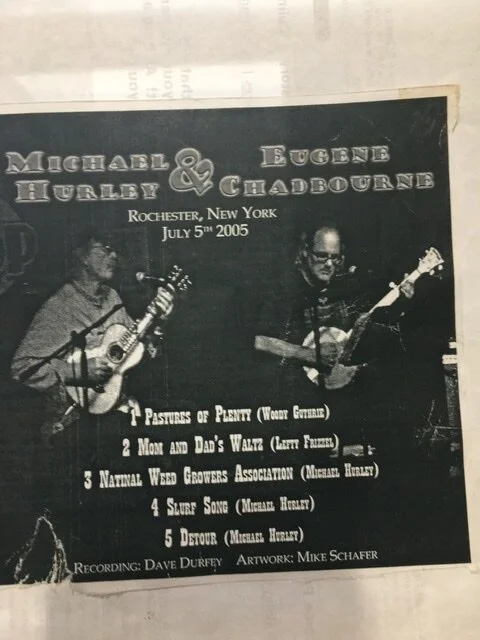 MICHAEL HURLEY & EUGENE CHADBOURNE
ROCHESTER, NEW YORK
JULY 5TH 2005
1 PASTURES OF PLENTY (WOODY GUTHRIE)
2 MOM AND DAD'S WALTZ (LEFTY FRIZEL)
3 NATINAL WEED GROWERS ASSOCIATION (MICHAEL HURLEY)
4 SLURF SONG (MICHAEL HURLEY)
5 DETOUR (MICHAEL HURLEY)
RECORDING: DAVE DURFEY ARTWORK: MIKE SCHAFER